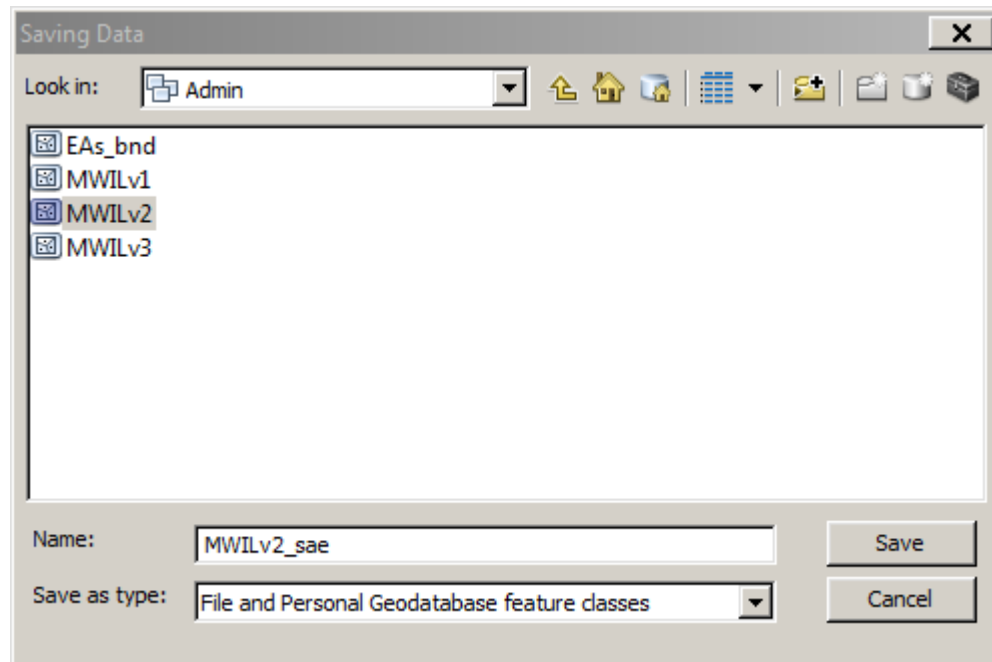 Saving Data
Look in: Admin
EAs_bnd
MWILv1
MWILv2
MWILv3
Name: MWILv2_sae Save
Save as type: File and Personal Geodatabase feature classes Cancel